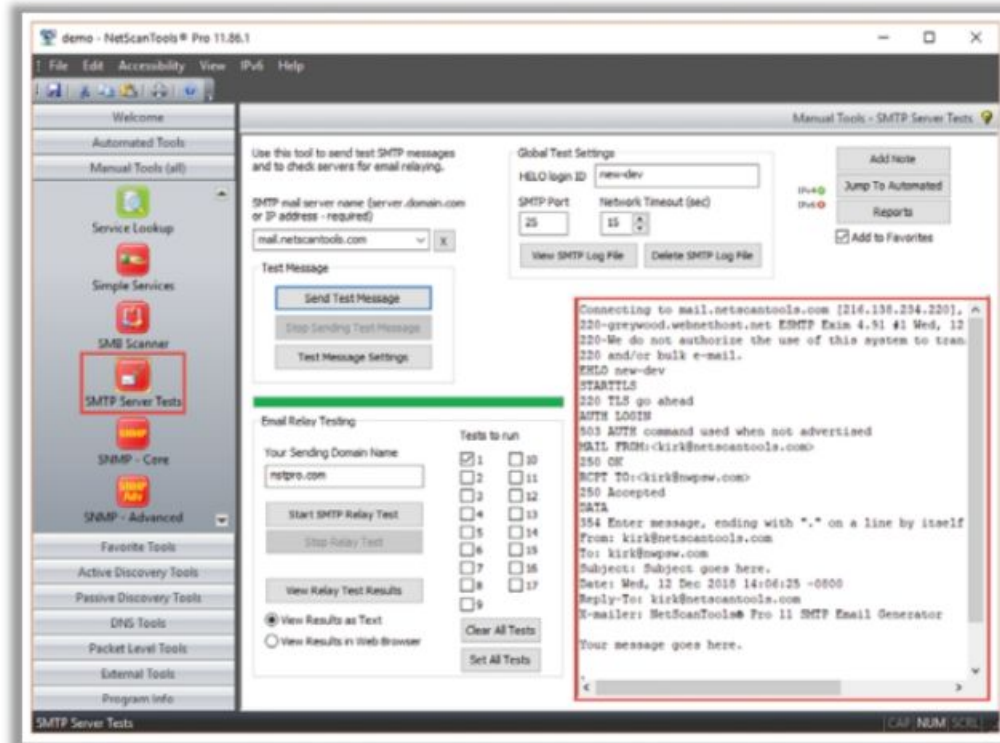 demo - NetScanTools® Pro 11.86.1
File Edit Accessibility View IPv6 Help
Welcome
Automated Tools
Manual Tools (all)
Service Lookup
Simple Services
SMB Scanner
SMTP Server Tests
SNMP - Core
SNMP - Advanced
Favorite Tools
Active Discovery Tools
Passive Discovery Tools
DNS Tools
Packet Level Tools
External Tools
Program Info
Manual Tools - SMTP Server Tests
Use this tool to send test SMTP messages
and to check servers for email relaying.
SMTP mail server name (server.domain.com
or IP address - required)
mail.netscantools.com
X
Global Test Settings
HELO login ID new-dev
SMTP Port Network Timeout (sec)
25 15
View SMTP Log File Delete SMTP Log File
IPv4
IPv6
Add Note
Jump To Automated
Reports
Add to Favorites
Test Message
Send Test Message
Stop Sending Test Message
Test Message Settings
Email Relay Testing
Your Sending Domain Name
nstpro.com
Start SMTP Relay Test
Stop Relay Test
View Relay Test Results
View Results as Text
View Results in Web Browser
Tests to run
1 10
2 11
3 12
4 13
5 14
6 15
7 16
8 17
9
Clear All Tests
Set All Tests
Connecting to mail.netscantools.com [216.138.234.220],
220-greywood.webnethost.net ESMTP Exim 4.91 #1 Wed, 12
220-We do not authorize the use of this system to tran
220 and/or bulk e-mail.
EHLO new-dev
STARTTLS
220 TLS go ahead
AUTH LOGIN
503 AUTH command used when not advertised
MAIL FROM:<kirk@netscantools.com>
250 OK
RCPT TO:<kirk@nwpsw.com>
250 Accepted
DATA
354 Enter message, ending with "." on a line by itself
From: kirk@netscantools.com
To: kirk@nwpsw.com
Subject: Subject goes here.
Date: Wed, 12 Dec 2018 14:06:25 -0800
Reply-To: kirk@netscantools.com
X-mailer: NetScanTools® Pro 11 SMTP Email Generator
Your message goes here.
.
SMTP Server Tests
CAP NUM SCRL